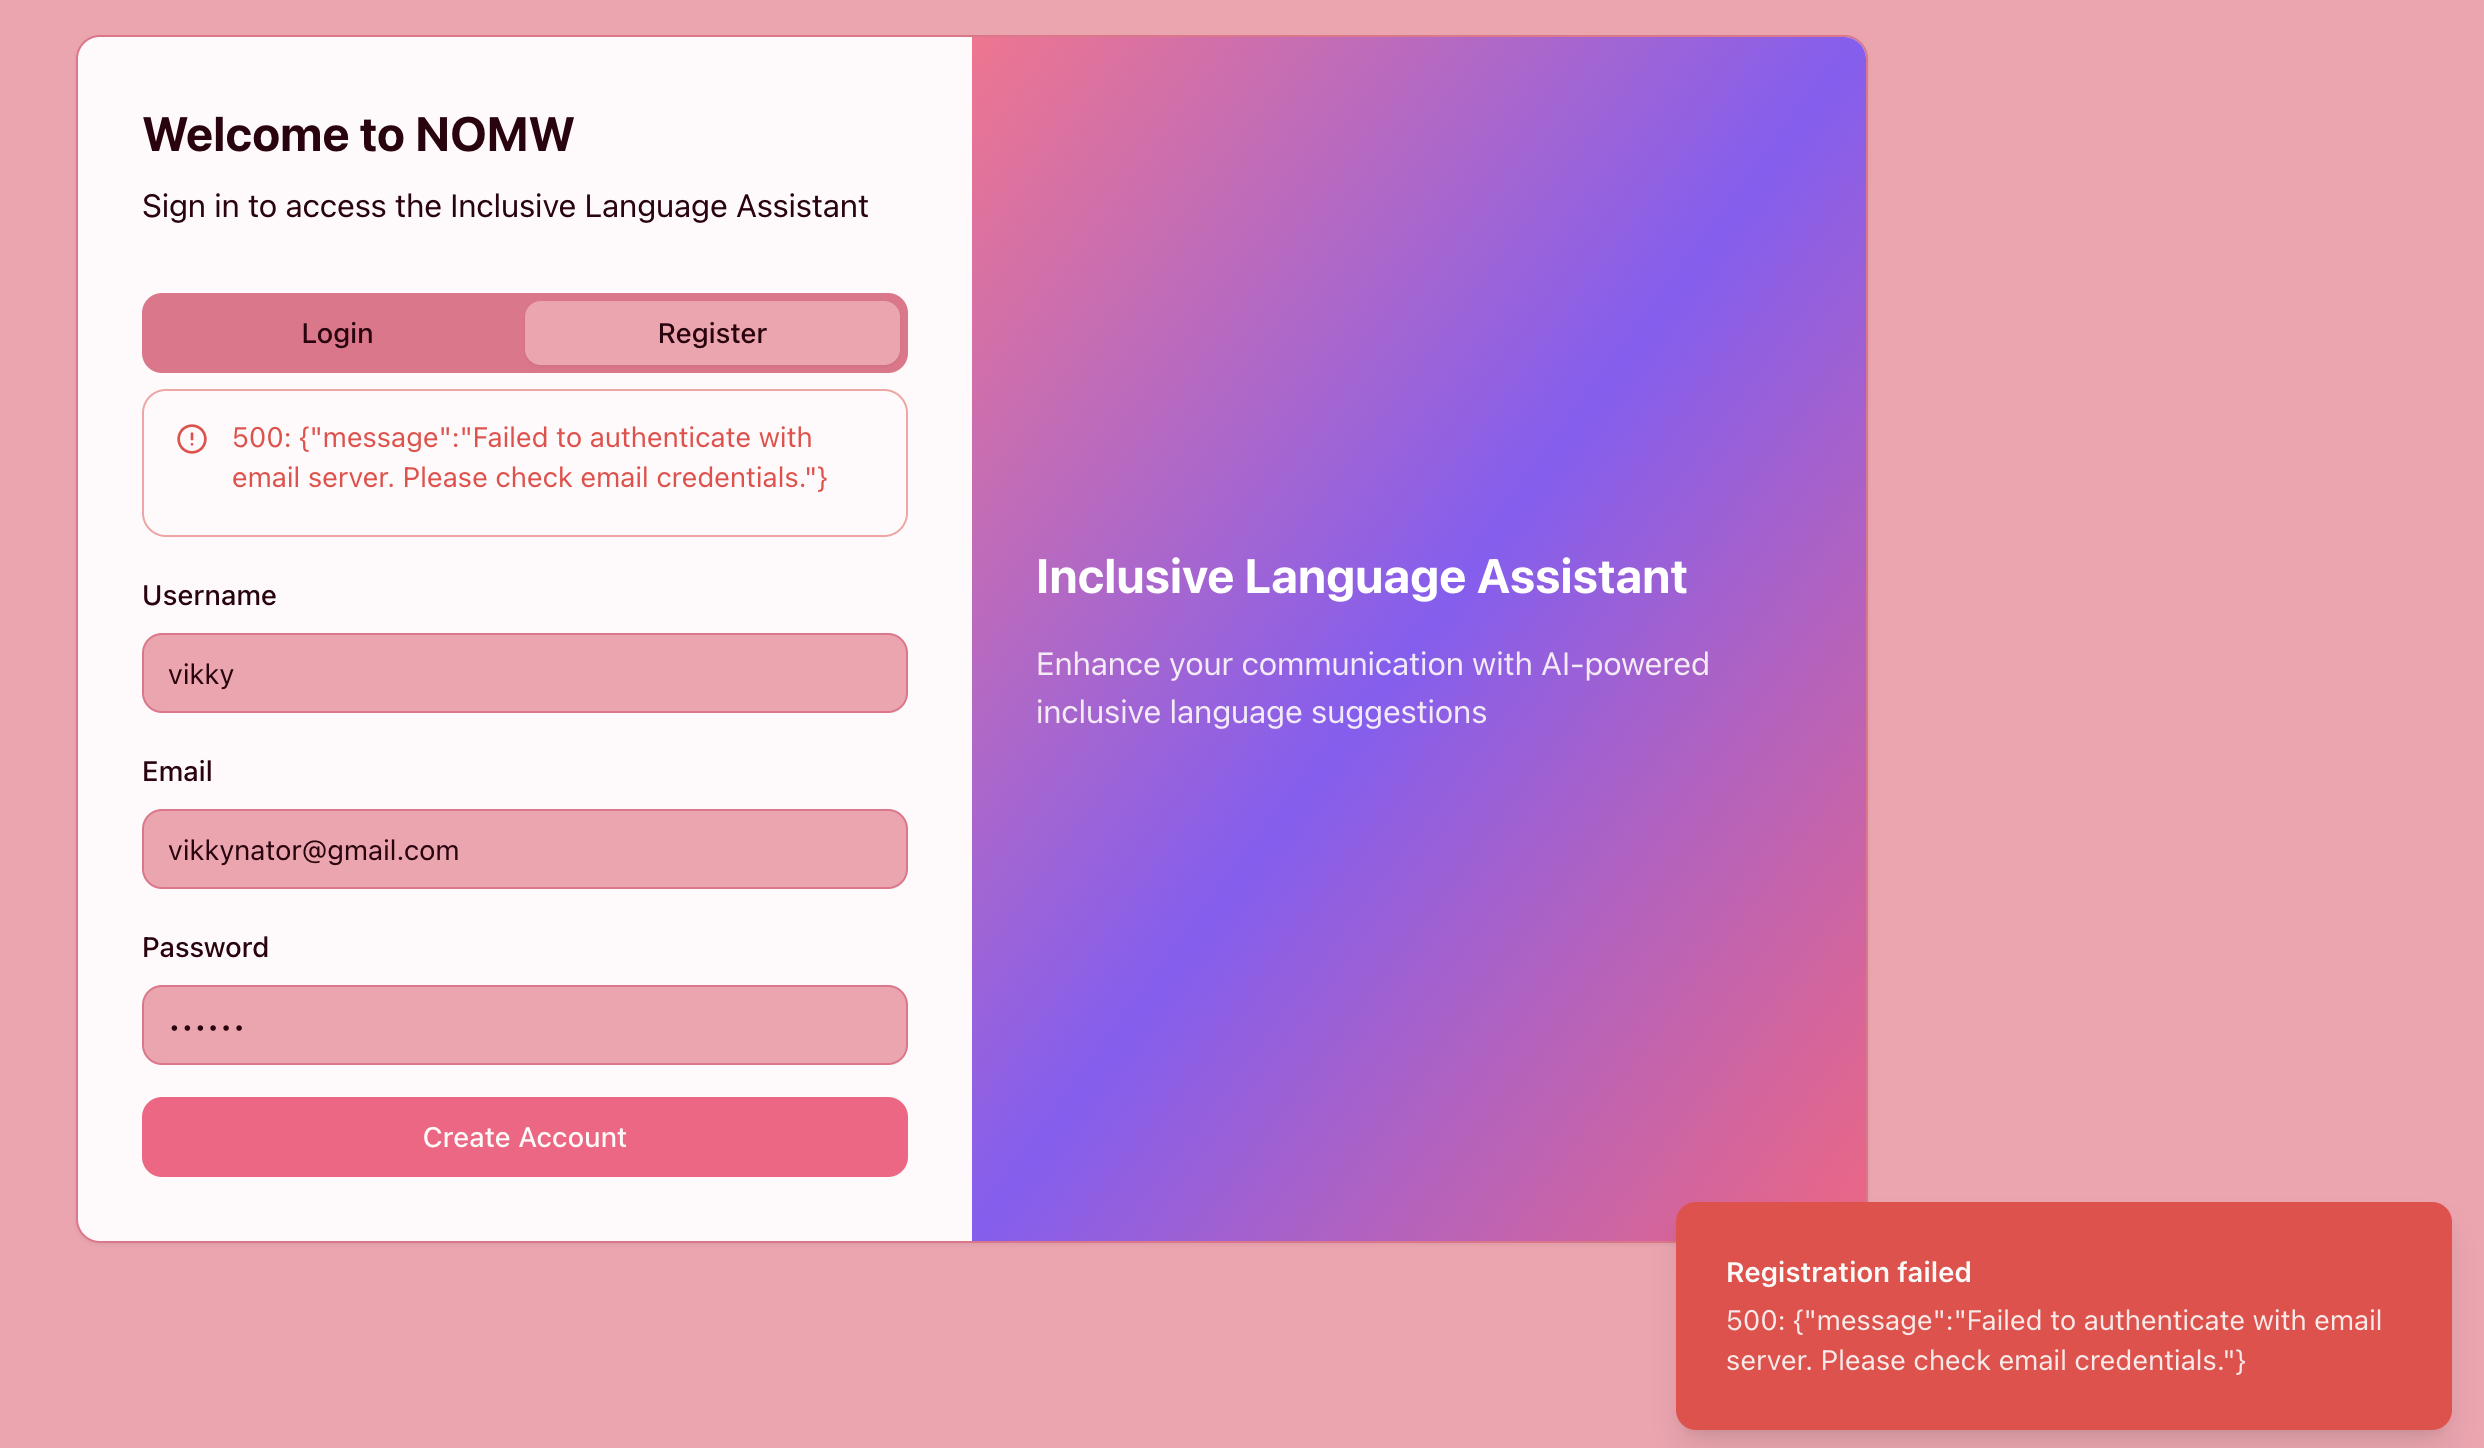 Welcome to NOMW
Sign in to access the Inclusive Language Assistant
Login
Register
500: {"message":"Failed to authenticate with
email server. Please check email credentials."}
Username
vikky
Email
vikkynator@gmail.com
Password
••••••
Create Account
Inclusive Language Assistant
Enhance your communication with AI-powered
inclusive language suggestions
Registration failed
500: {"message":"Failed to authenticate with email
server. Please check email credentials."}